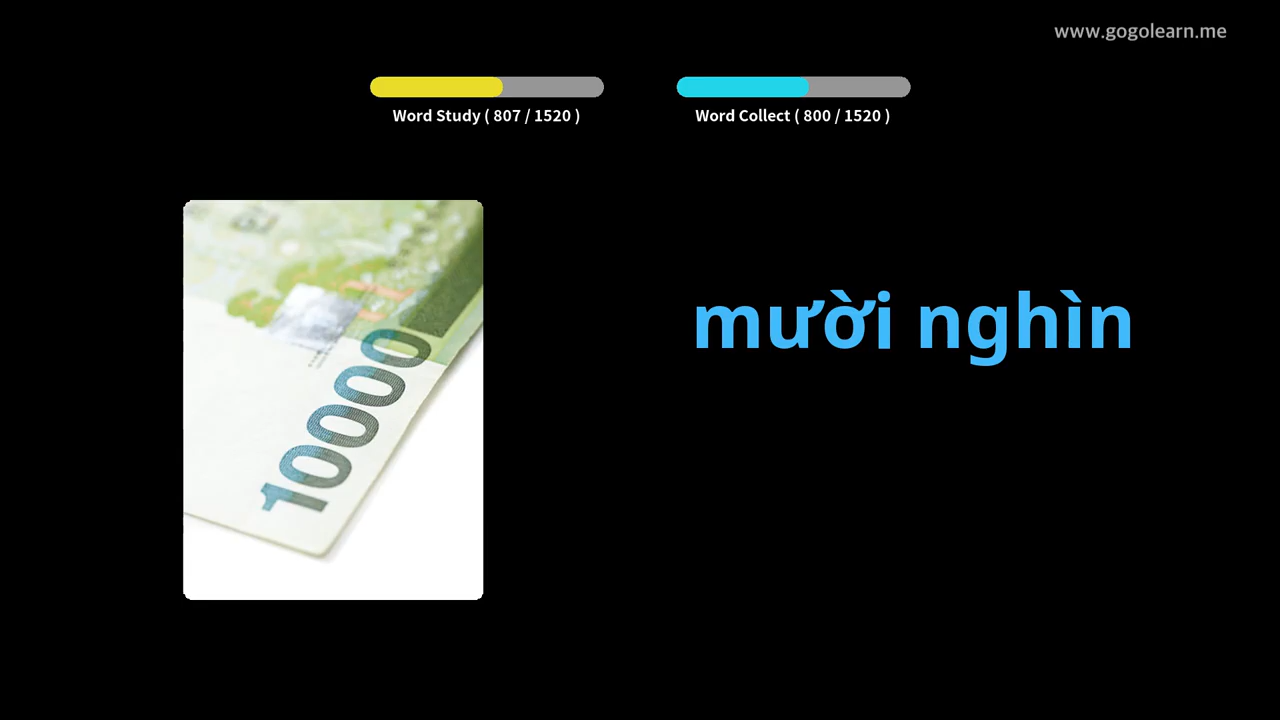 www.gogolearn.me
Word Study ( 807 / 1520 )
Word Collect ( 800 / 1520 )
mười nghìn
10000